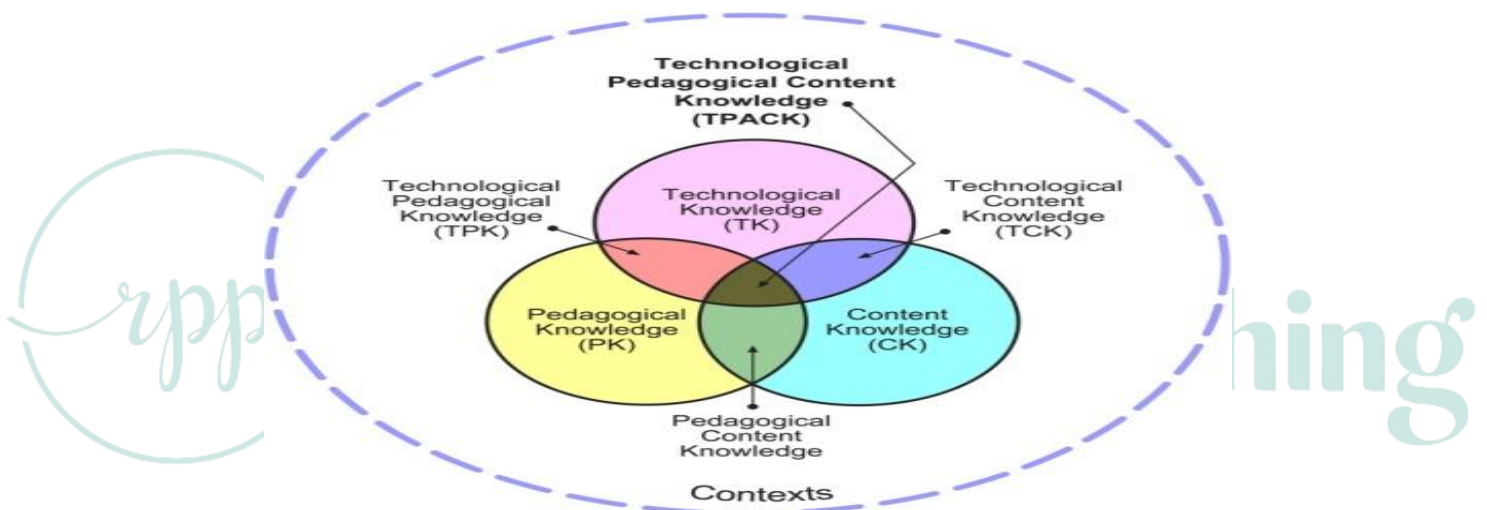 Technological
Pedagogical Content
Knowledge
(TPACK)
Technological
Pedagogical
Knowledge
(TPK)
Technological
Knowledge
(TK)
Technological
Content
Knowledge
(TCK)
Pedagogical
Knowledge
(PK)
Content
Knowledge
(CK)
Pedagogical
Content
Knowledge
Contexts
rpp
hing